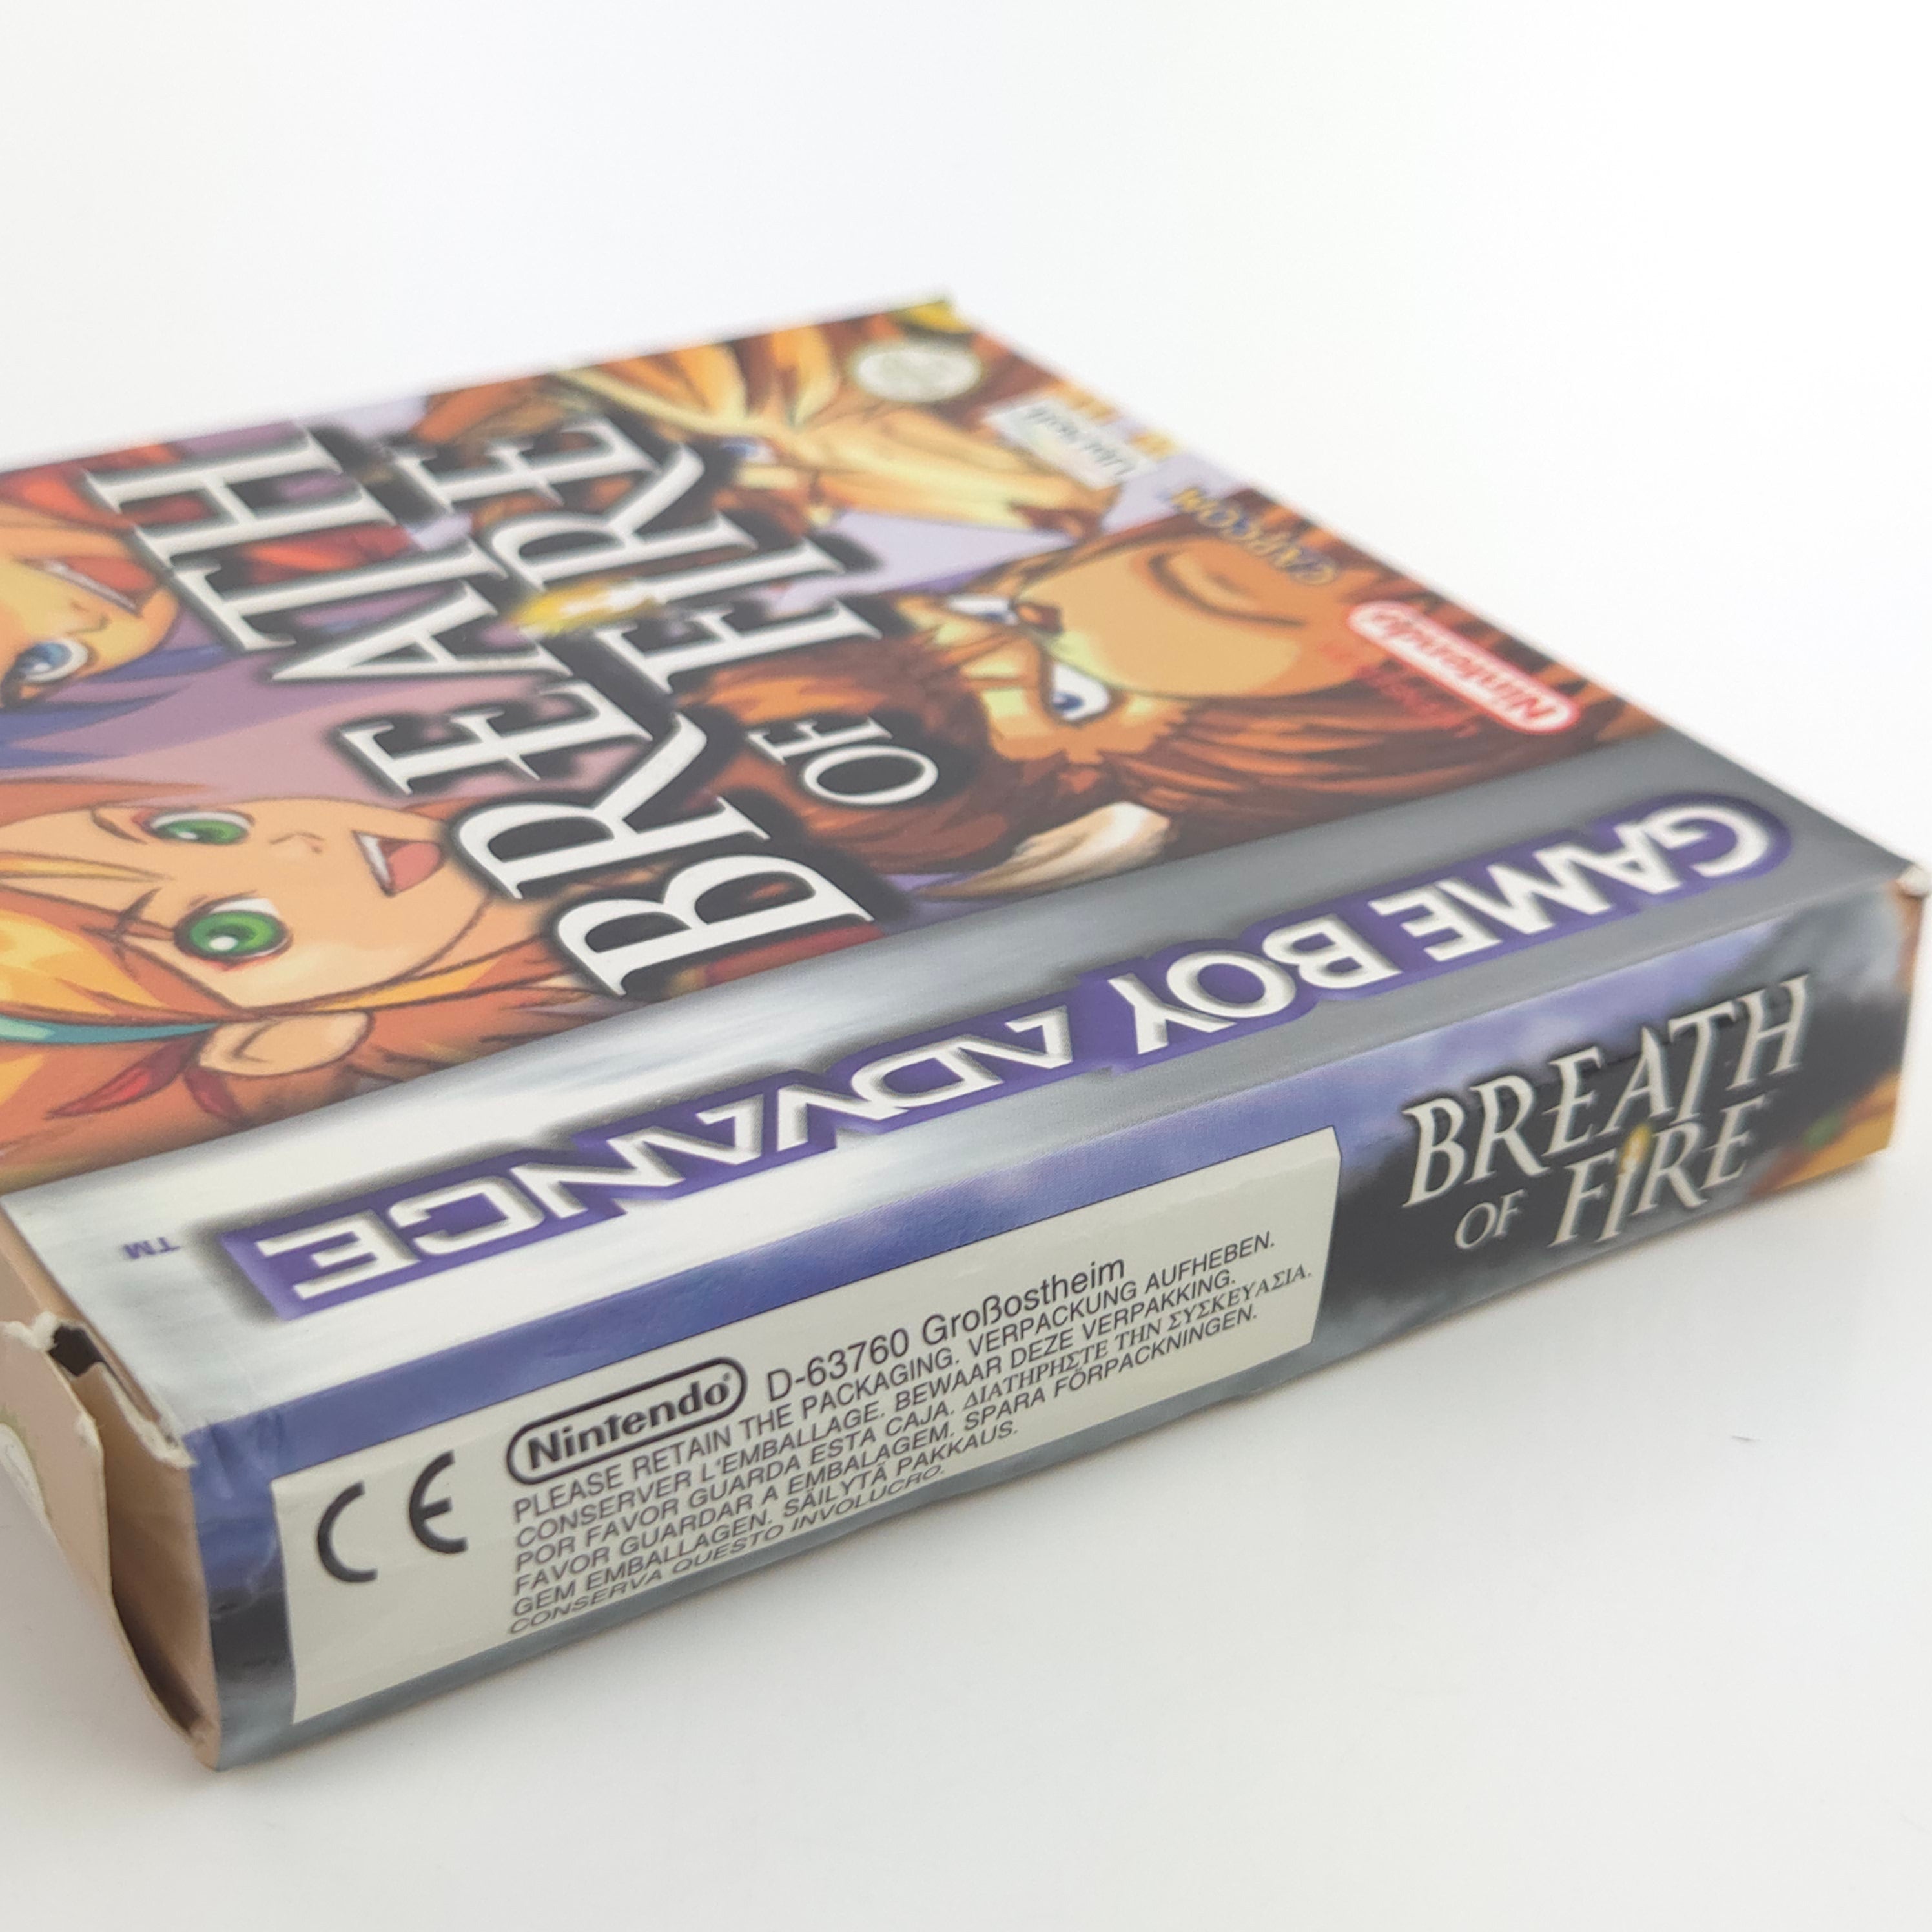 BREATH
OF FIRE
Ubi Soft
CAPCOM
Nintendo
GAME BOY ADVANCE
TM
BREATH
OF FIRE
CE
Nintendo® D-63760 Großostheim
PLEASE RETAIN THE PACKAGING. VERPACKUNG AUFHEBEN.
CONSERVER L'EMBALLAGE. BEWAAR DEZE VERPAKKING.
POR FAVOR GUARDA ESTA CAJA. ΔΙΑΤΗΡΗΣΤΕ ΤΗΝ ΣΥΣΚΕΥΑΣΙΑ.
FAVOR GUARDAR A EMBALAGEM. SPARA FÖRPACKNINGEN.
GEM EMBALLAGEN. SÄILYTÄ PAKKAUS.
CONSERVA QUESTO INVOLUCRO.